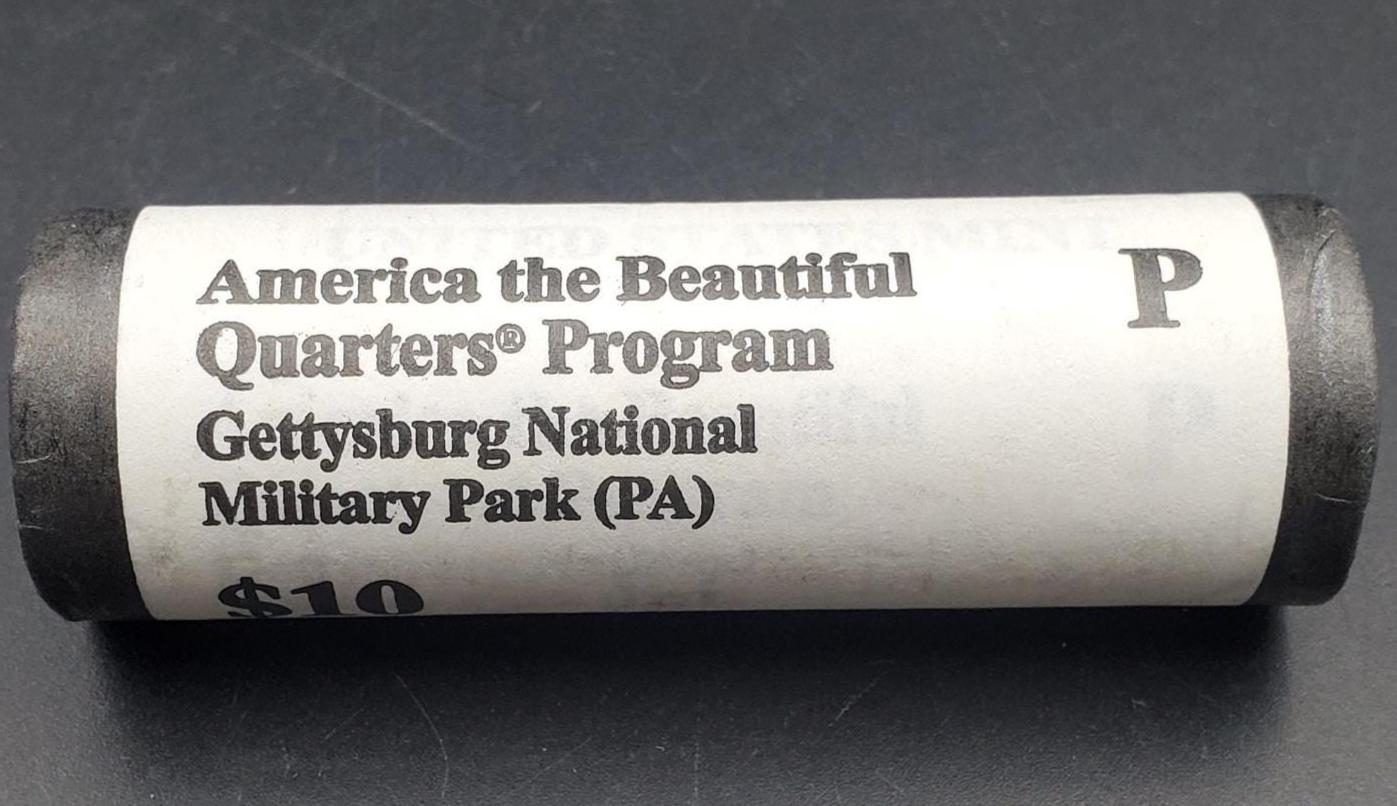 America the Beautiful
P
Quarters® Program
Gettysburg National
Military Park (PA)
$10